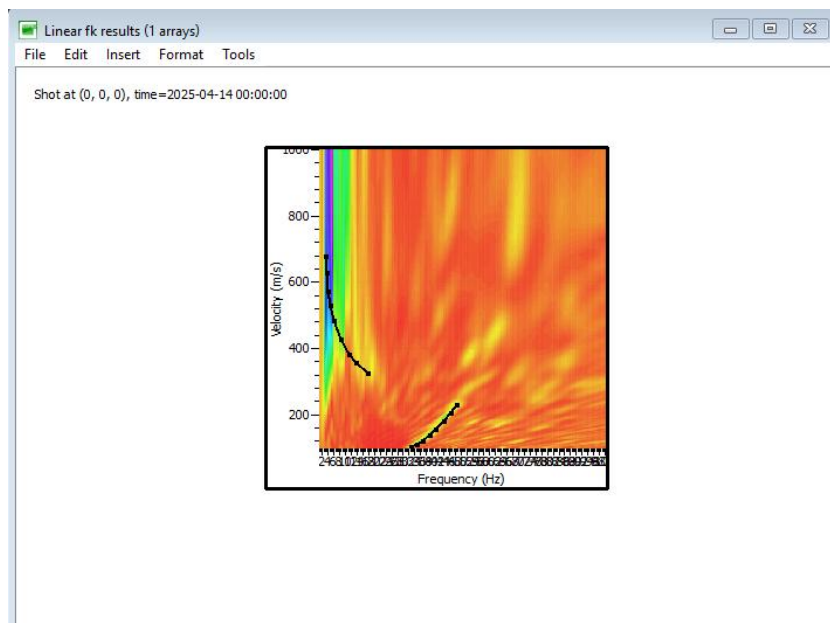 Linear fk results (1 arrays)
File Edit Insert Format Tools
Shot at (0, 0, 0), time=2025-04-14 00:00:00
1000
800
600
400
200
Velocity (m/s)
Frequency (Hz)